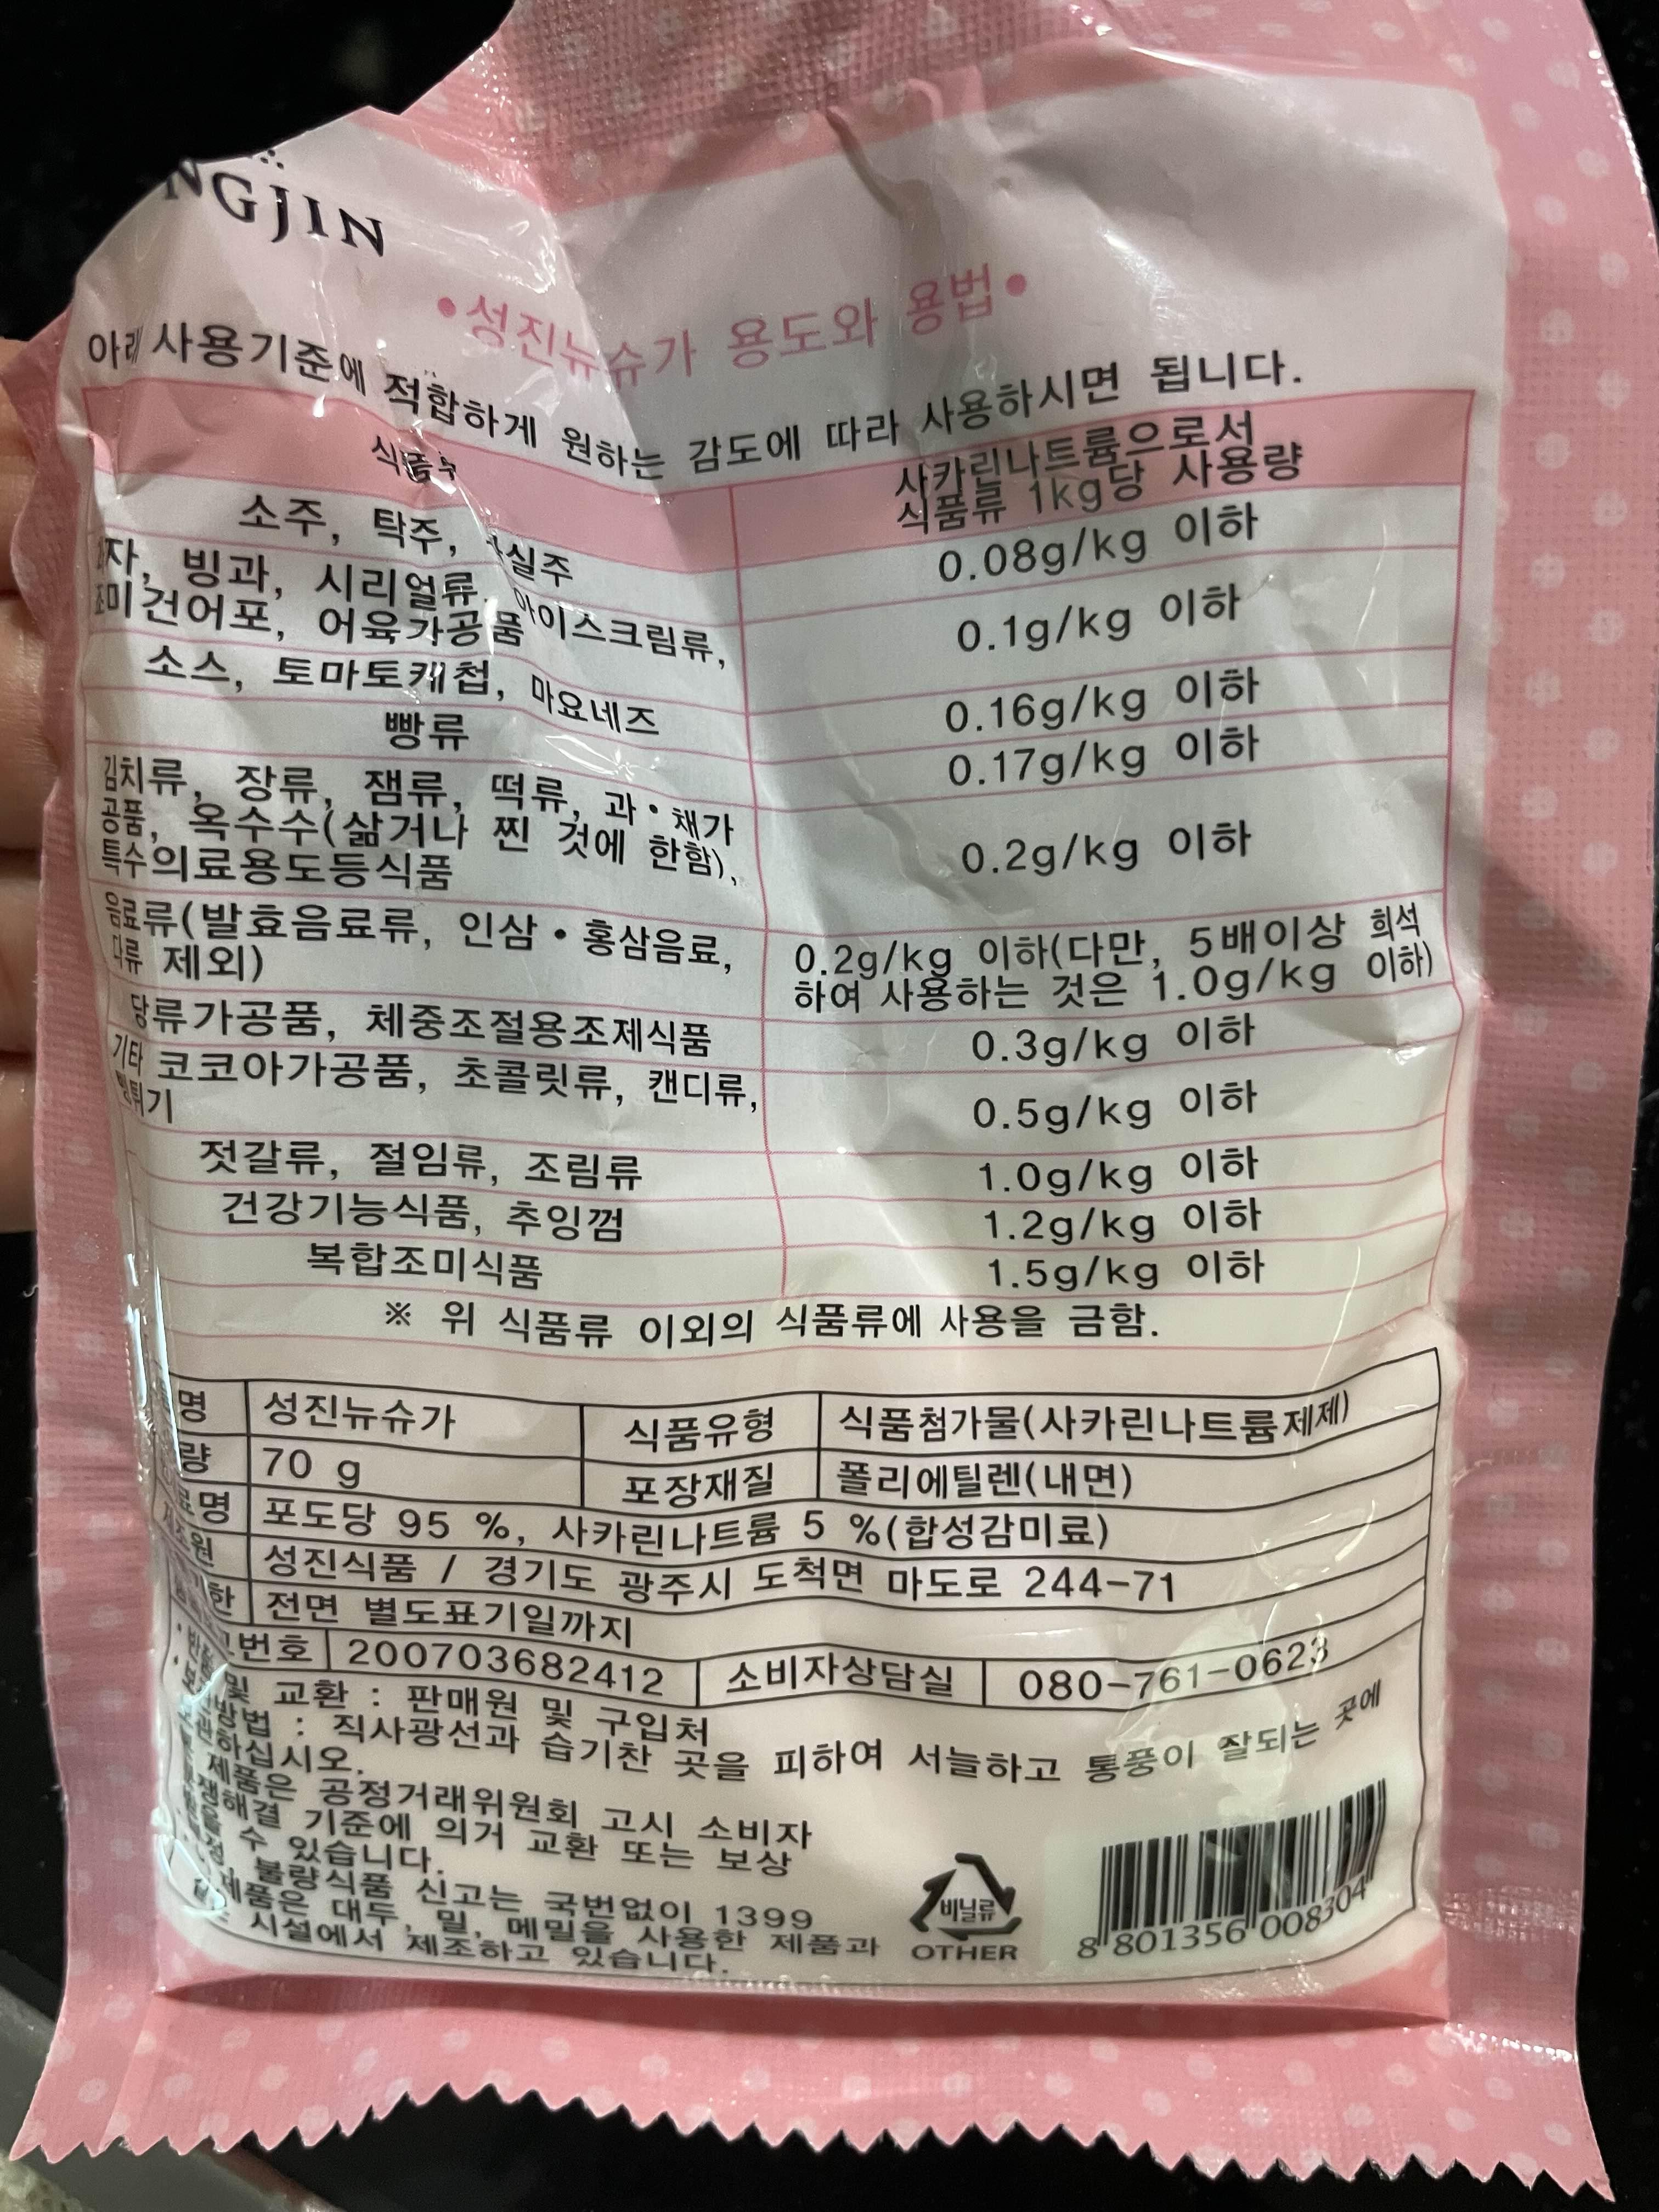 NGJIN
•성진뉴슈가 용도와 용법•
아래 사용기준에 적합하게 원하는 감도에 따라 사용하시면 됩니다.
사카린나트륨으로서
식품류 1kg당 사용량
소주, 탁주, 과실주
0.08g/kg 이하
과자, 빙과, 시리얼류, 아이스크림류,
조미건어포, 어육가공품
0.1g/kg 이하
소스, 토마토캐첩, 마요네즈
0.16g/kg 이하
빵류
0.17g/kg 이하
김치류, 장류, 잼류, 떡류, 과•채가
공품, 옥수수(삶거나 찐 것에 한함),
특수의료용도등식품
0.2g/kg 이하
음료류(발효음료류, 인삼•홍삼음료,
다류 제외)
0.2g/kg 이하(다만, 5배이상 희석
하여 사용하는 것은 1.0g/kg 이하)
당류가공품, 체중조절용조제식품
0.3g/kg 이하
기타 코코아가공품, 초콜릿류, 캔디류,
뻥튀기
0.5g/kg 이하
젓갈류, 절임류, 조림류
1.0g/kg 이하
건강기능식품, 추잉껌
1.2g/kg 이하
복합조미식품
1.5g/kg 이하
※ 위 식품류 이외의 식품류에 사용을 금함.
명 성진뉴슈가 식품유형 식품첨가물(사카린나트륨제제)
량 70 g 포장재질 폴리에틸렌(내면)
료명 포도당 95 %, 사카린나트륨 5 %(합성감미료)
제조원 성진식품 / 경기도 광주시 도척면 마도로 244-71
한 전면 별도표기일까지
번호 200703682412 소비자상담실 080-761-0623
및 교환 : 판매원 및 구입처
방법 : 직사광선과 습기찬 곳을 피하여 서늘하고 통풍이 잘되는 곳에
하십시오.
제품은 공정거래위원회 고시 소비자
해결 기준에 의거 교환 또는 보상
수 있습니다.
불량식품 신고는 국번없이 1399
제품은 대두, 밀, 메밀을 사용한 제품과
시설에서 제조하고 있습니다.
비닐류
OTHER
8 801356 008304